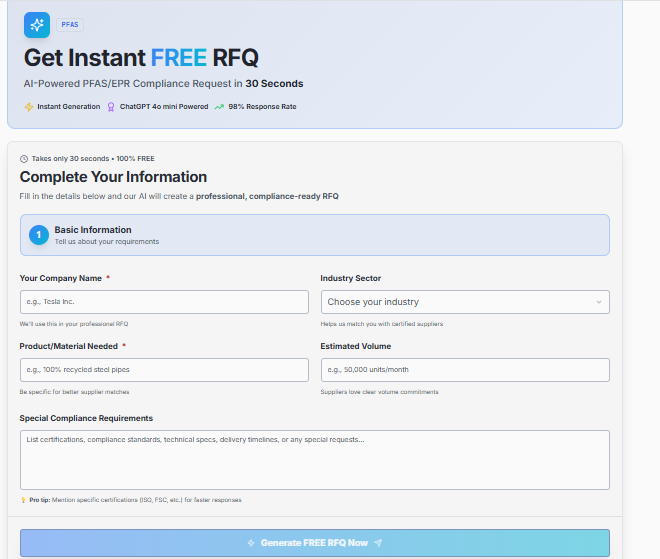 PFAS
Get Instant FREE RFQ
AI-Powered PFAS/EPR Compliance Request in 30 Seconds
Instant Generation ChatGPT 4o mini Powered 98% Response Rate
Takes only 30 seconds • 100% FREE
Complete Your Information
Fill in the details below and our AI will create a professional, compliance-ready RFQ
1 Basic Information
Tell us about your requirements
Your Company Name * Industry Sector
e.g., Tesla Inc. Choose your industry
We'll use this in your professional RFQ Helps us match you with certified suppliers
Product/Material Needed * Estimated Volume
e.g., 100% recycled steel pipes e.g., 50,000 units/month
Be specific for better supplier matches Suppliers love clear volume commitments
Special Compliance Requirements
List certifications, compliance standards, technical specs, delivery timelines, or any special requests...
Pro tip: Mention specific certifications (ISO, FSC, etc.) for faster responses
Generate FREE RFQ Now